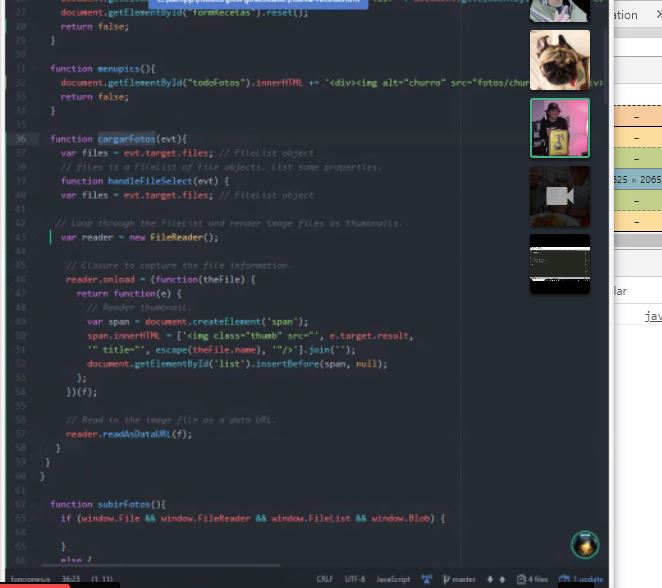 27 document.getElementById("formRecetas").reset();
28 return false;
29 }
30
31 function menupics(){
32 document.getElementById("todoFotos").innerHTML += '<div><img alt="churro" src="fotos/chur
33 return false;
34 }
35
36 function cargarFotos(evt){
37 var files = evt.target.files; // FileList object
38 // files is a FileList of File objects. List some properties.
39 function handleFileSelect(evt) {
40 var files = evt.target.files; // FileList object
41
42 // Loop through the FileList and render image files as thumbnails.
43 var reader = new FileReader();
44
45 // Closure to capture the file information.
46 reader.onload = (function(theFile) {
47 return function(e) {
48 // Render thumbnail.
49 var span = document.createElement('span');
50 span.innerHTML = ['<img class="thumb" src="', e.target.result,
51 '" title="', escape(theFile.name), '"/>'].join('');
52 document.getElementById('list').insertBefore(span, null);
53 };
54 })(f);
55
56 // Read in the image file as a data URL.
57 reader.readAsDataURL(f);
58 }
59 }
60 }
61
62 function subirFotos(){
63 if (window.File && window.FileReader && window.FileList && window.Blob) {
64
65 }
66 else {
funciones.js 36:23 (1, 11) CRLF UTF-8 JavaScript master 4 files 1 update
ation
-
-
-
525 × 2065
-
-
lar
jav